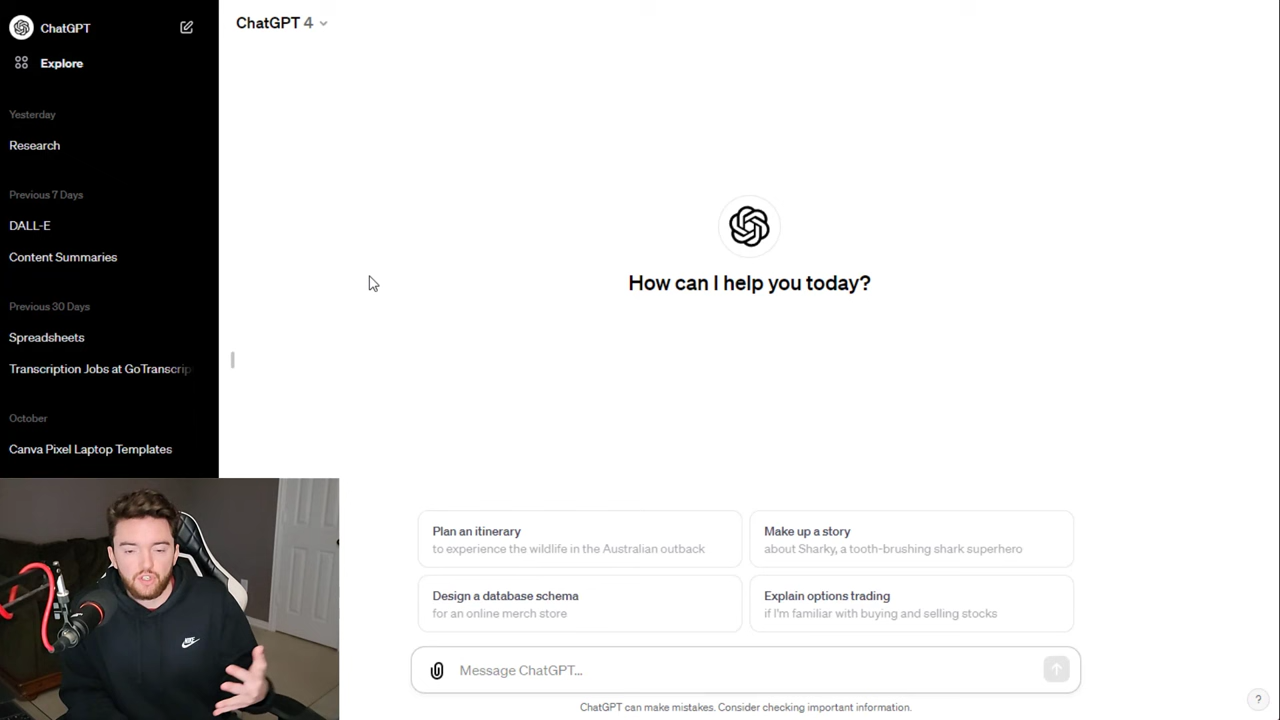 ChatGPT
Explore
Yesterday
Research
Previous 7 Days
DALL-E
Content Summaries
Previous 30 Days
Spreadsheets
Transcription Jobs at GoTranscrip
October
Canva Pixel Laptop Templates
ChatGPT 4
How can I help you today?
Plan an itinerary
to experience the wildlife in the Australian outback
Make up a story
about Sharky, a tooth-brushing shark superhero
Design a database schema
for an online merch store
Explain options trading
if I'm familiar with buying and selling stocks
Message ChatGPT...
ChatGPT can make mistakes. Consider checking important information.
?